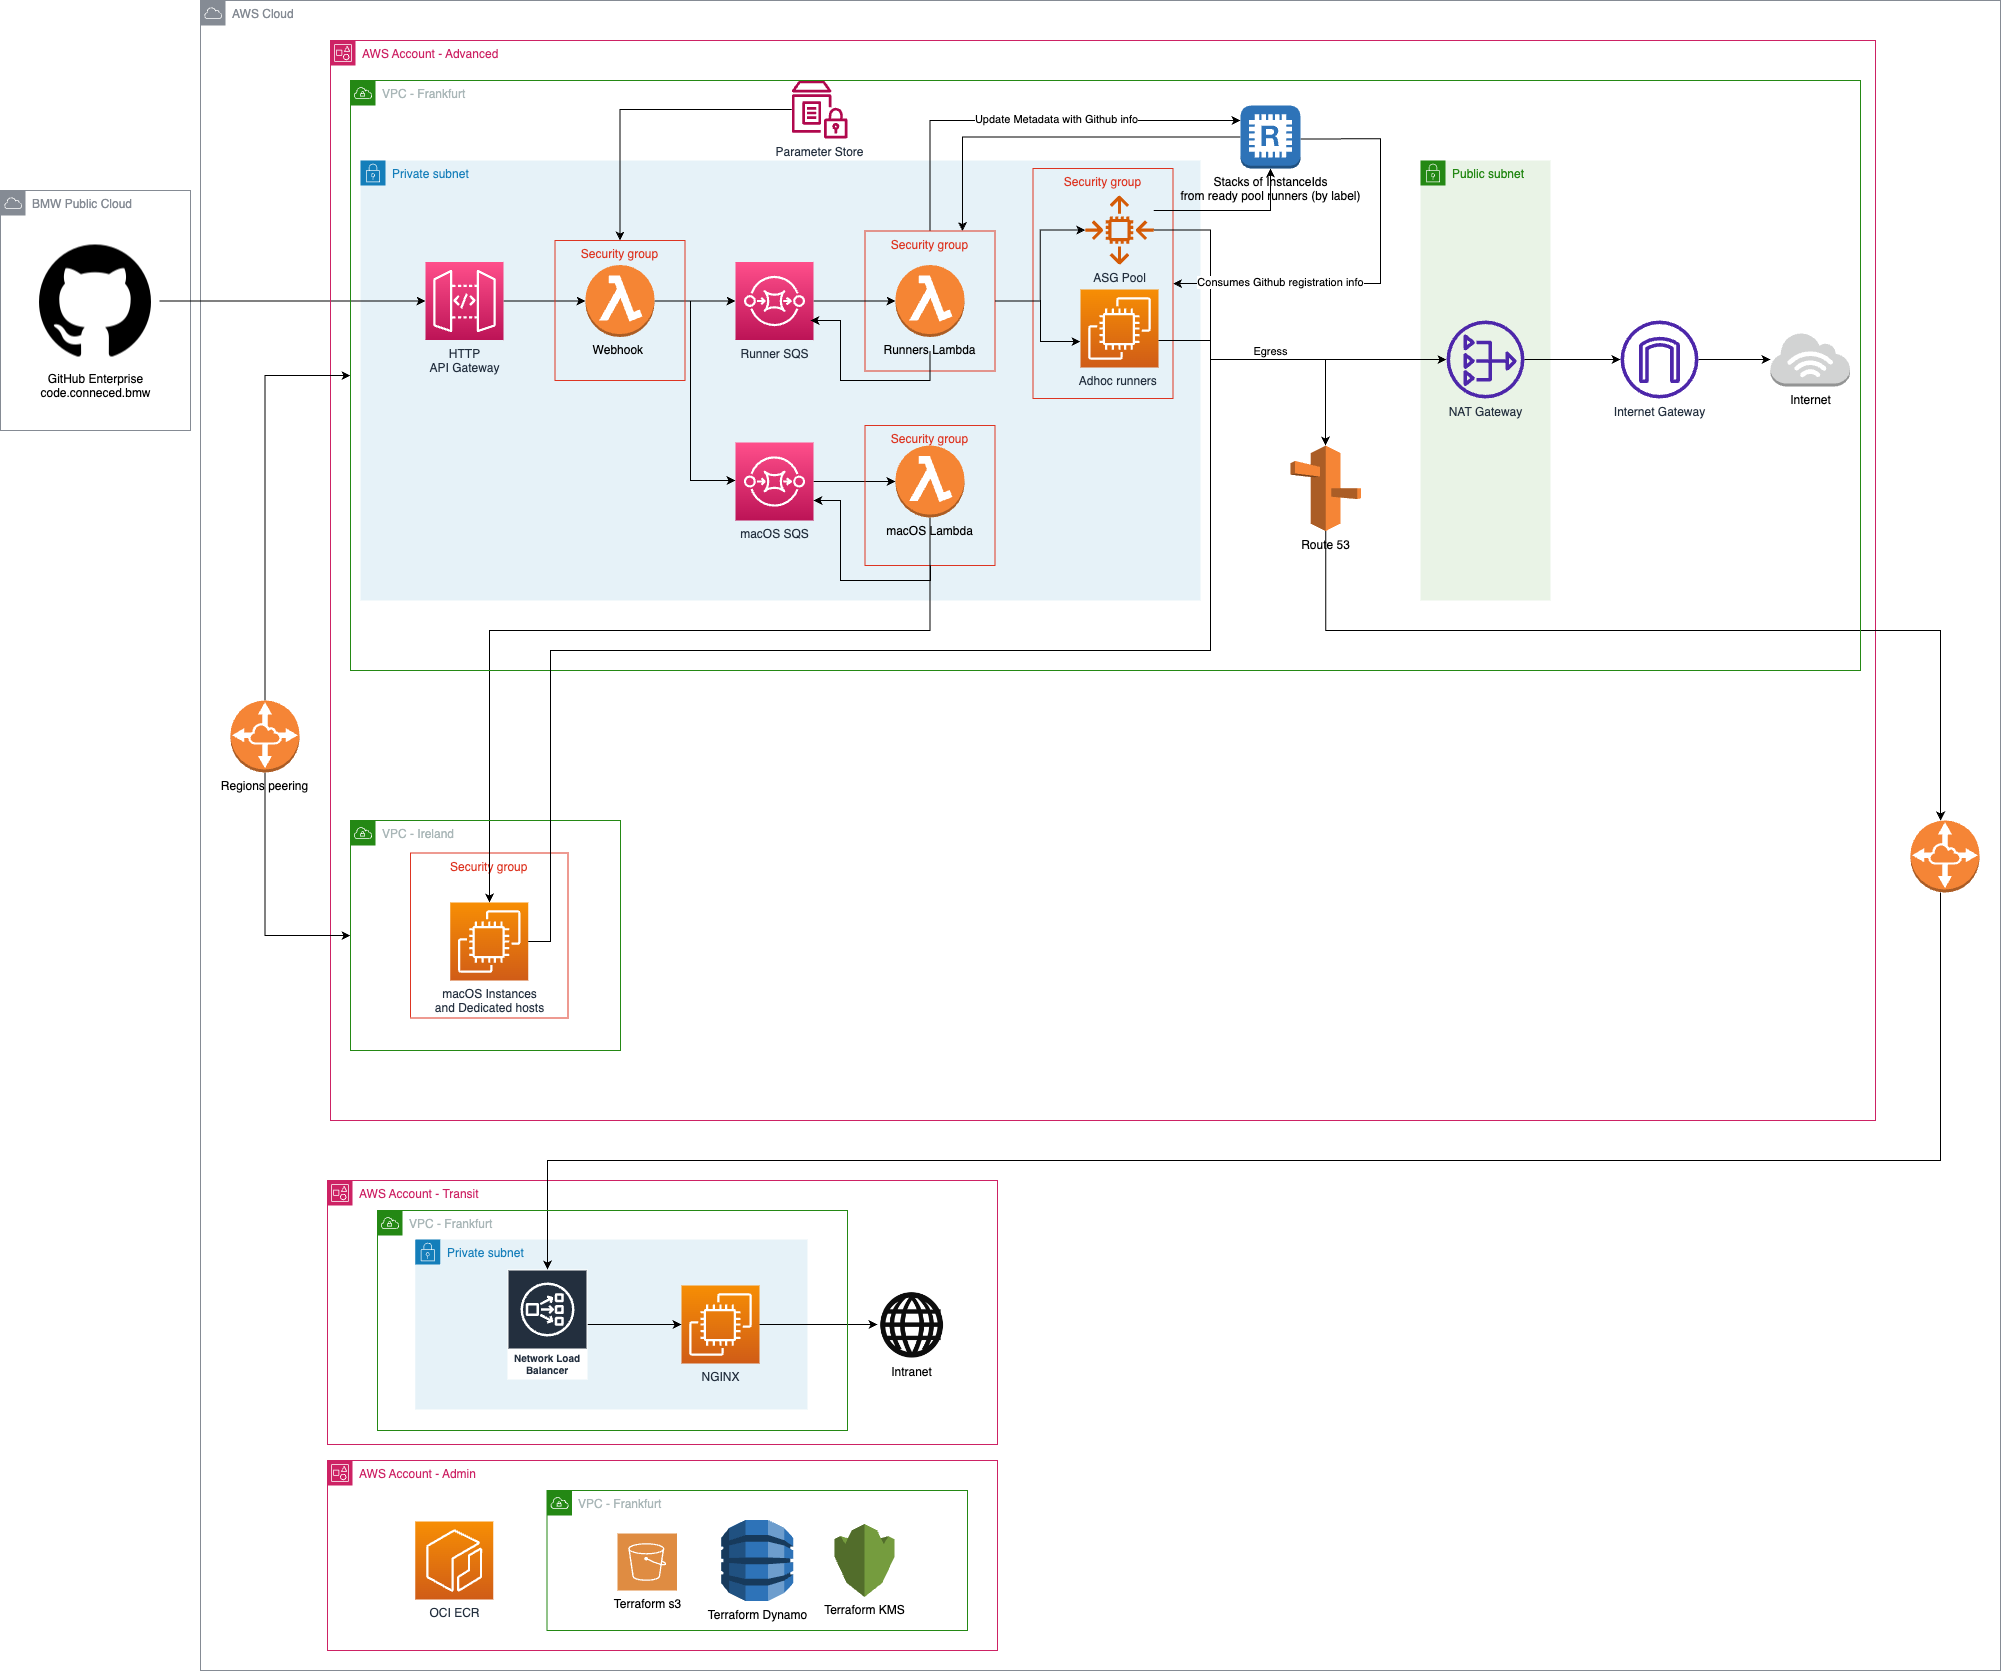 AWS Cloud
AWS Account - Advanced
VPC - Frankfurt
Parameter Store
Update Metadata with Github info
R
Stacks of InstanceIds
from ready pool runners (by label)
Private subnet
Public subnet
BMW Public Cloud
GitHub Enterprise
code.conneced.bmw
HTTP
API Gateway
Security group
Webhook
Runner SQS
Security group
Runners Lambda
Security group
ASG Pool
Adhoc runners
Consumes Github registration info
Egress
NAT Gateway
Internet Gateway
Internet
macOS SQS
Security group
macOS Lambda
Route 53
Regions peering
VPC - Ireland
Security group
macOS Instances
and Dedicated hosts
AWS Account - Transit
VPC - Frankfurt
Private subnet
Network Load
Balancer
NGINX
Intranet
AWS Account - Admin
VPC - Frankfurt
OCI ECR
Terraform s3
Terraform Dynamo
Terraform KMS